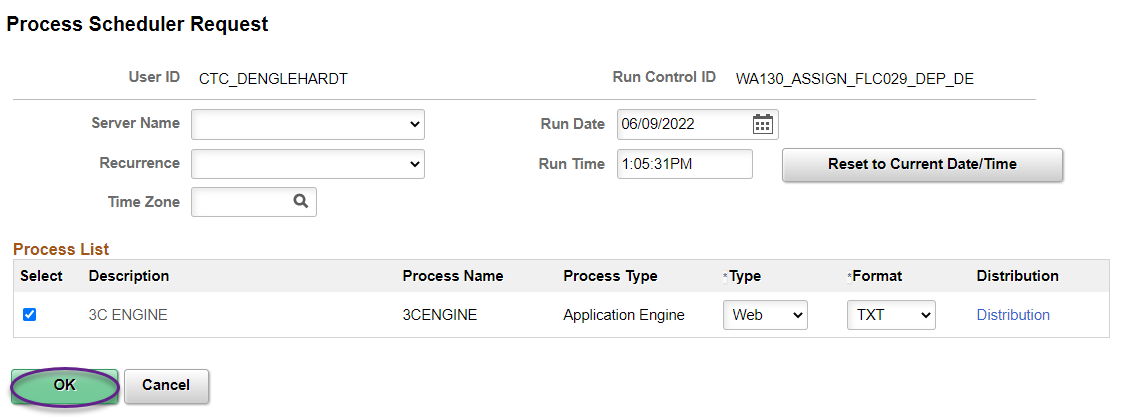 Process Scheduler Request
User ID CTC_DENGLEHARDT Run Control ID WA130_ASSIGN_FLC029_DEP_DE
Server Name Run Date 06/09/2022
Recurrence Run Time 1:05:31PM Reset to Current Date/Time
Time Zone
Process List
Select Description Process Name Process Type *Type *Format Distribution
3C ENGINE 3CENGINE Application Engine Web TXT Distribution
OK Cancel